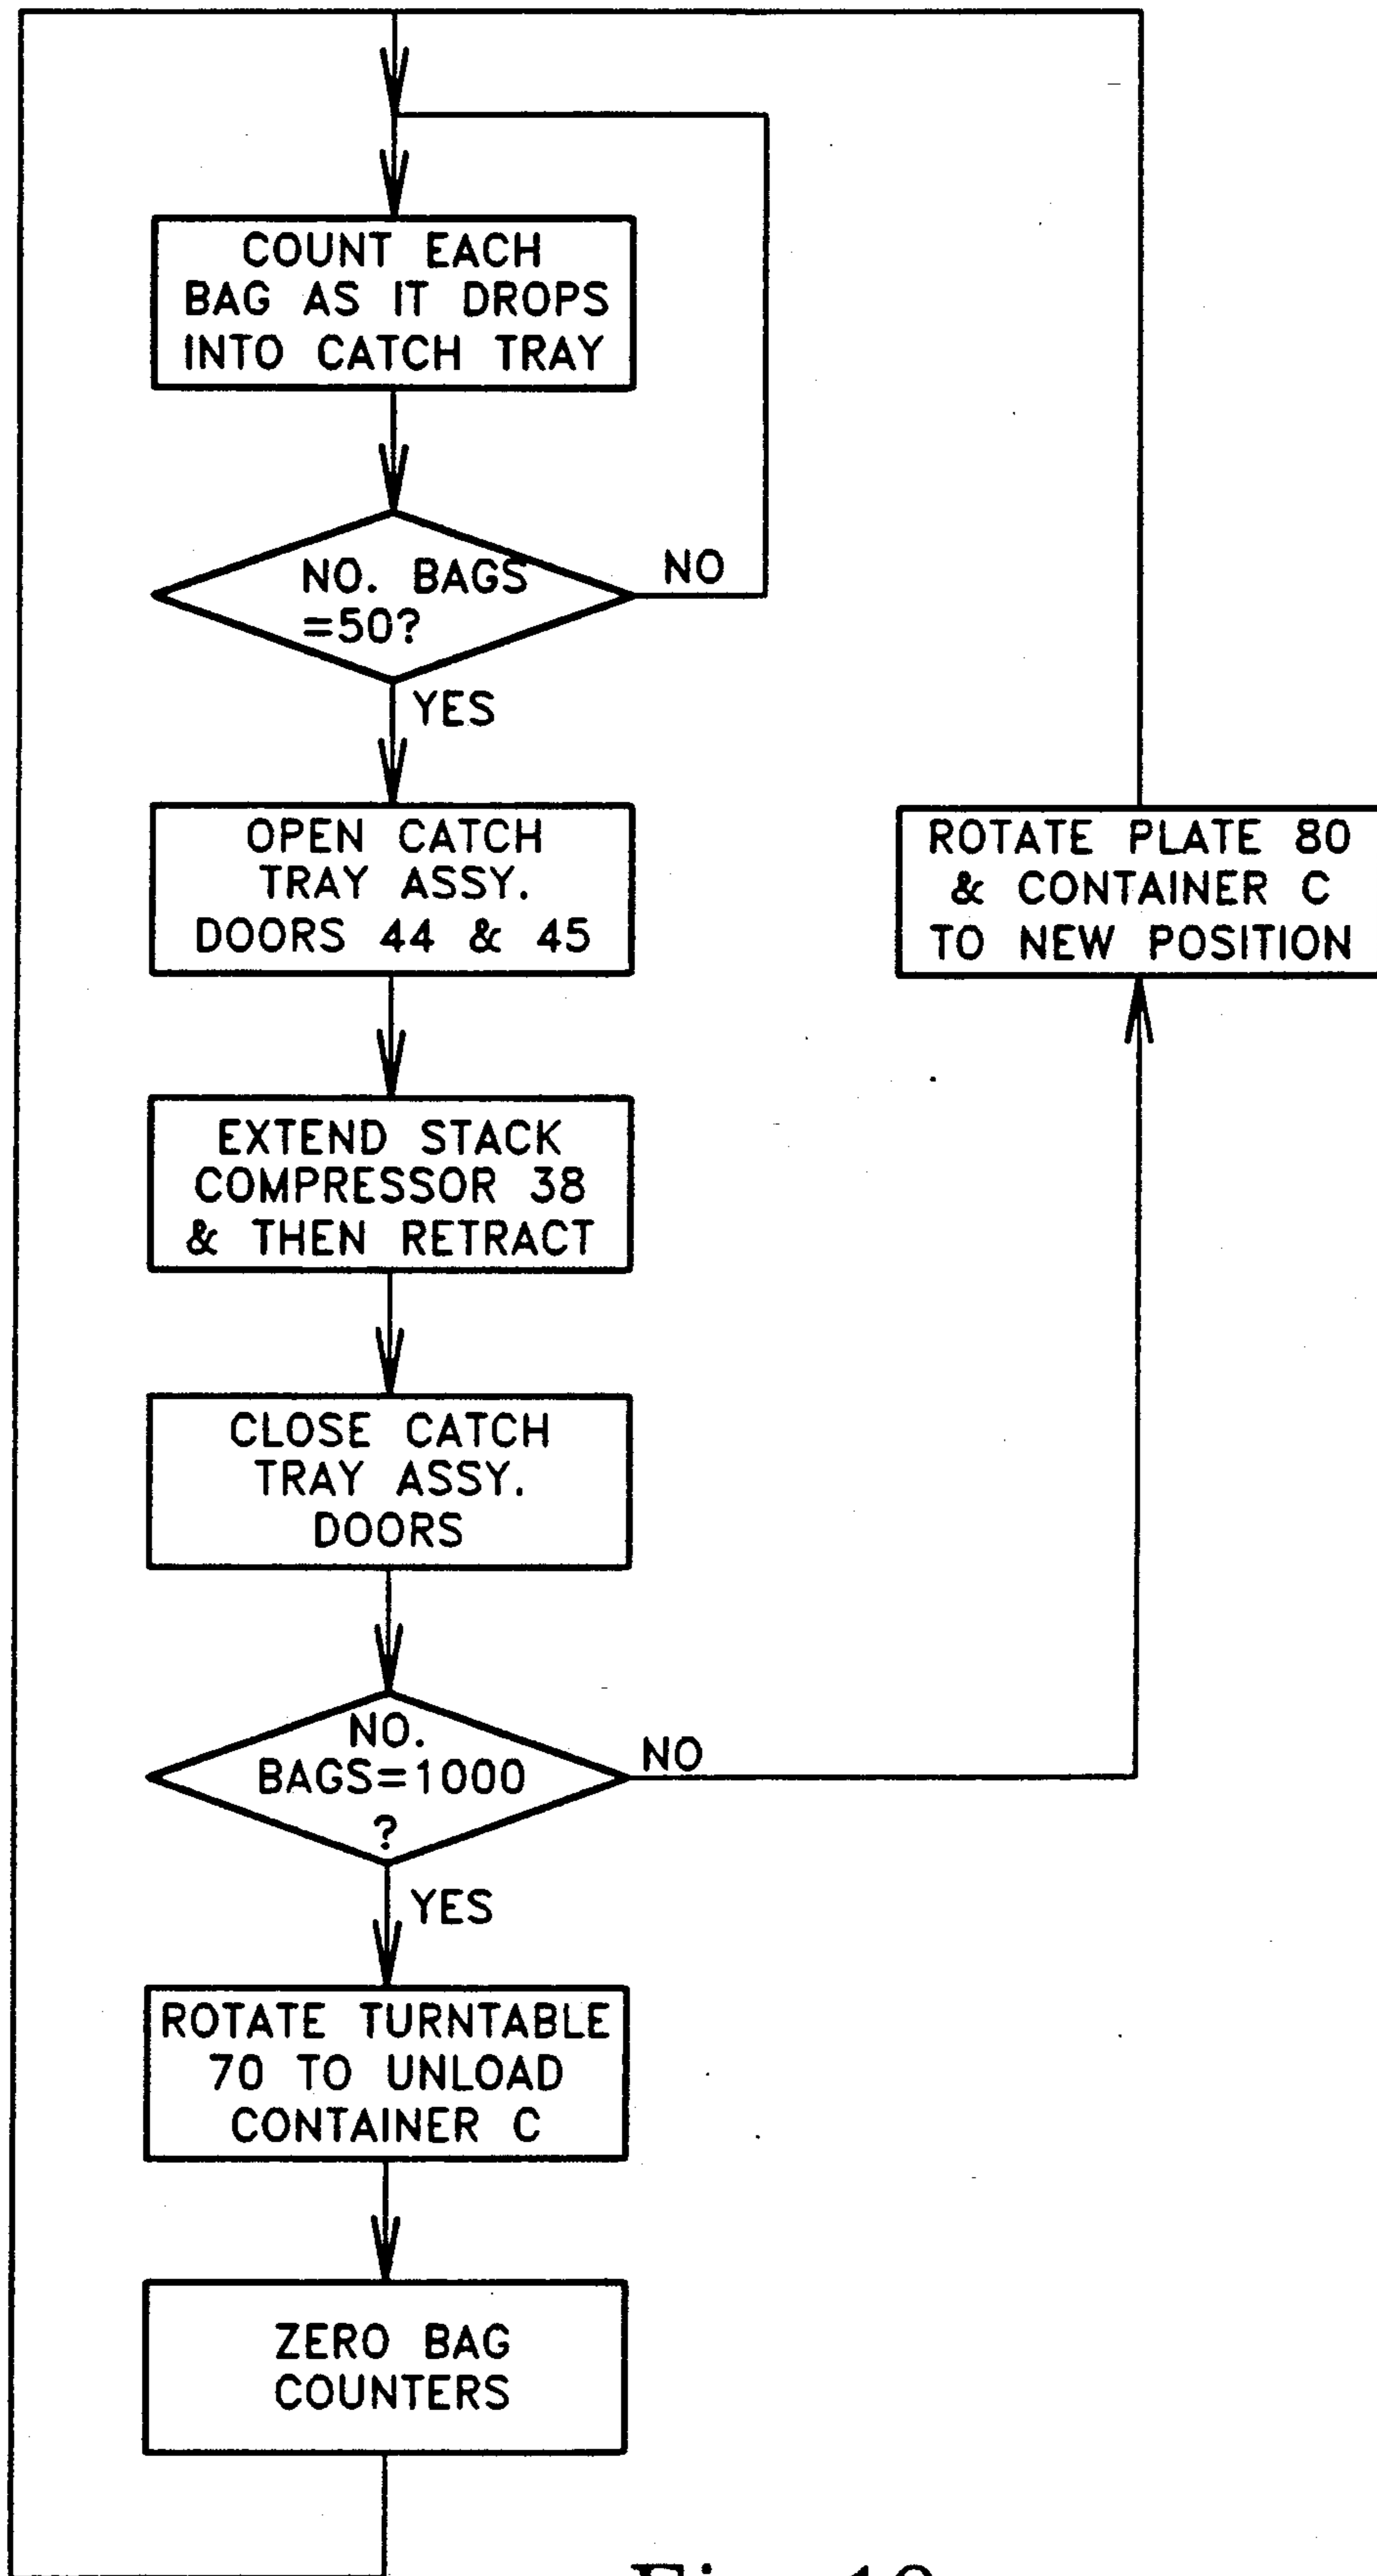 COUNT EACH
BAG AS IT DROPS
INTO CATCH TRAY
NO. BAGS
=50?
NO
YES
OPEN CATCH
TRAY ASSY.
DOORS 44 & 45
ROTATE PLATE 80
& CONTAINER C
TO NEW POSITION
EXTEND STACK
COMPRESSOR 38
& THEN RETRACT
CLOSE CATCH
TRAY ASSY.
DOORS
NO.
BAGS=1000
?
NO
YES
ROTATE TURNTABLE
70 TO UNLOAD
CONTAINER C
ZERO BAG
COUNTERS